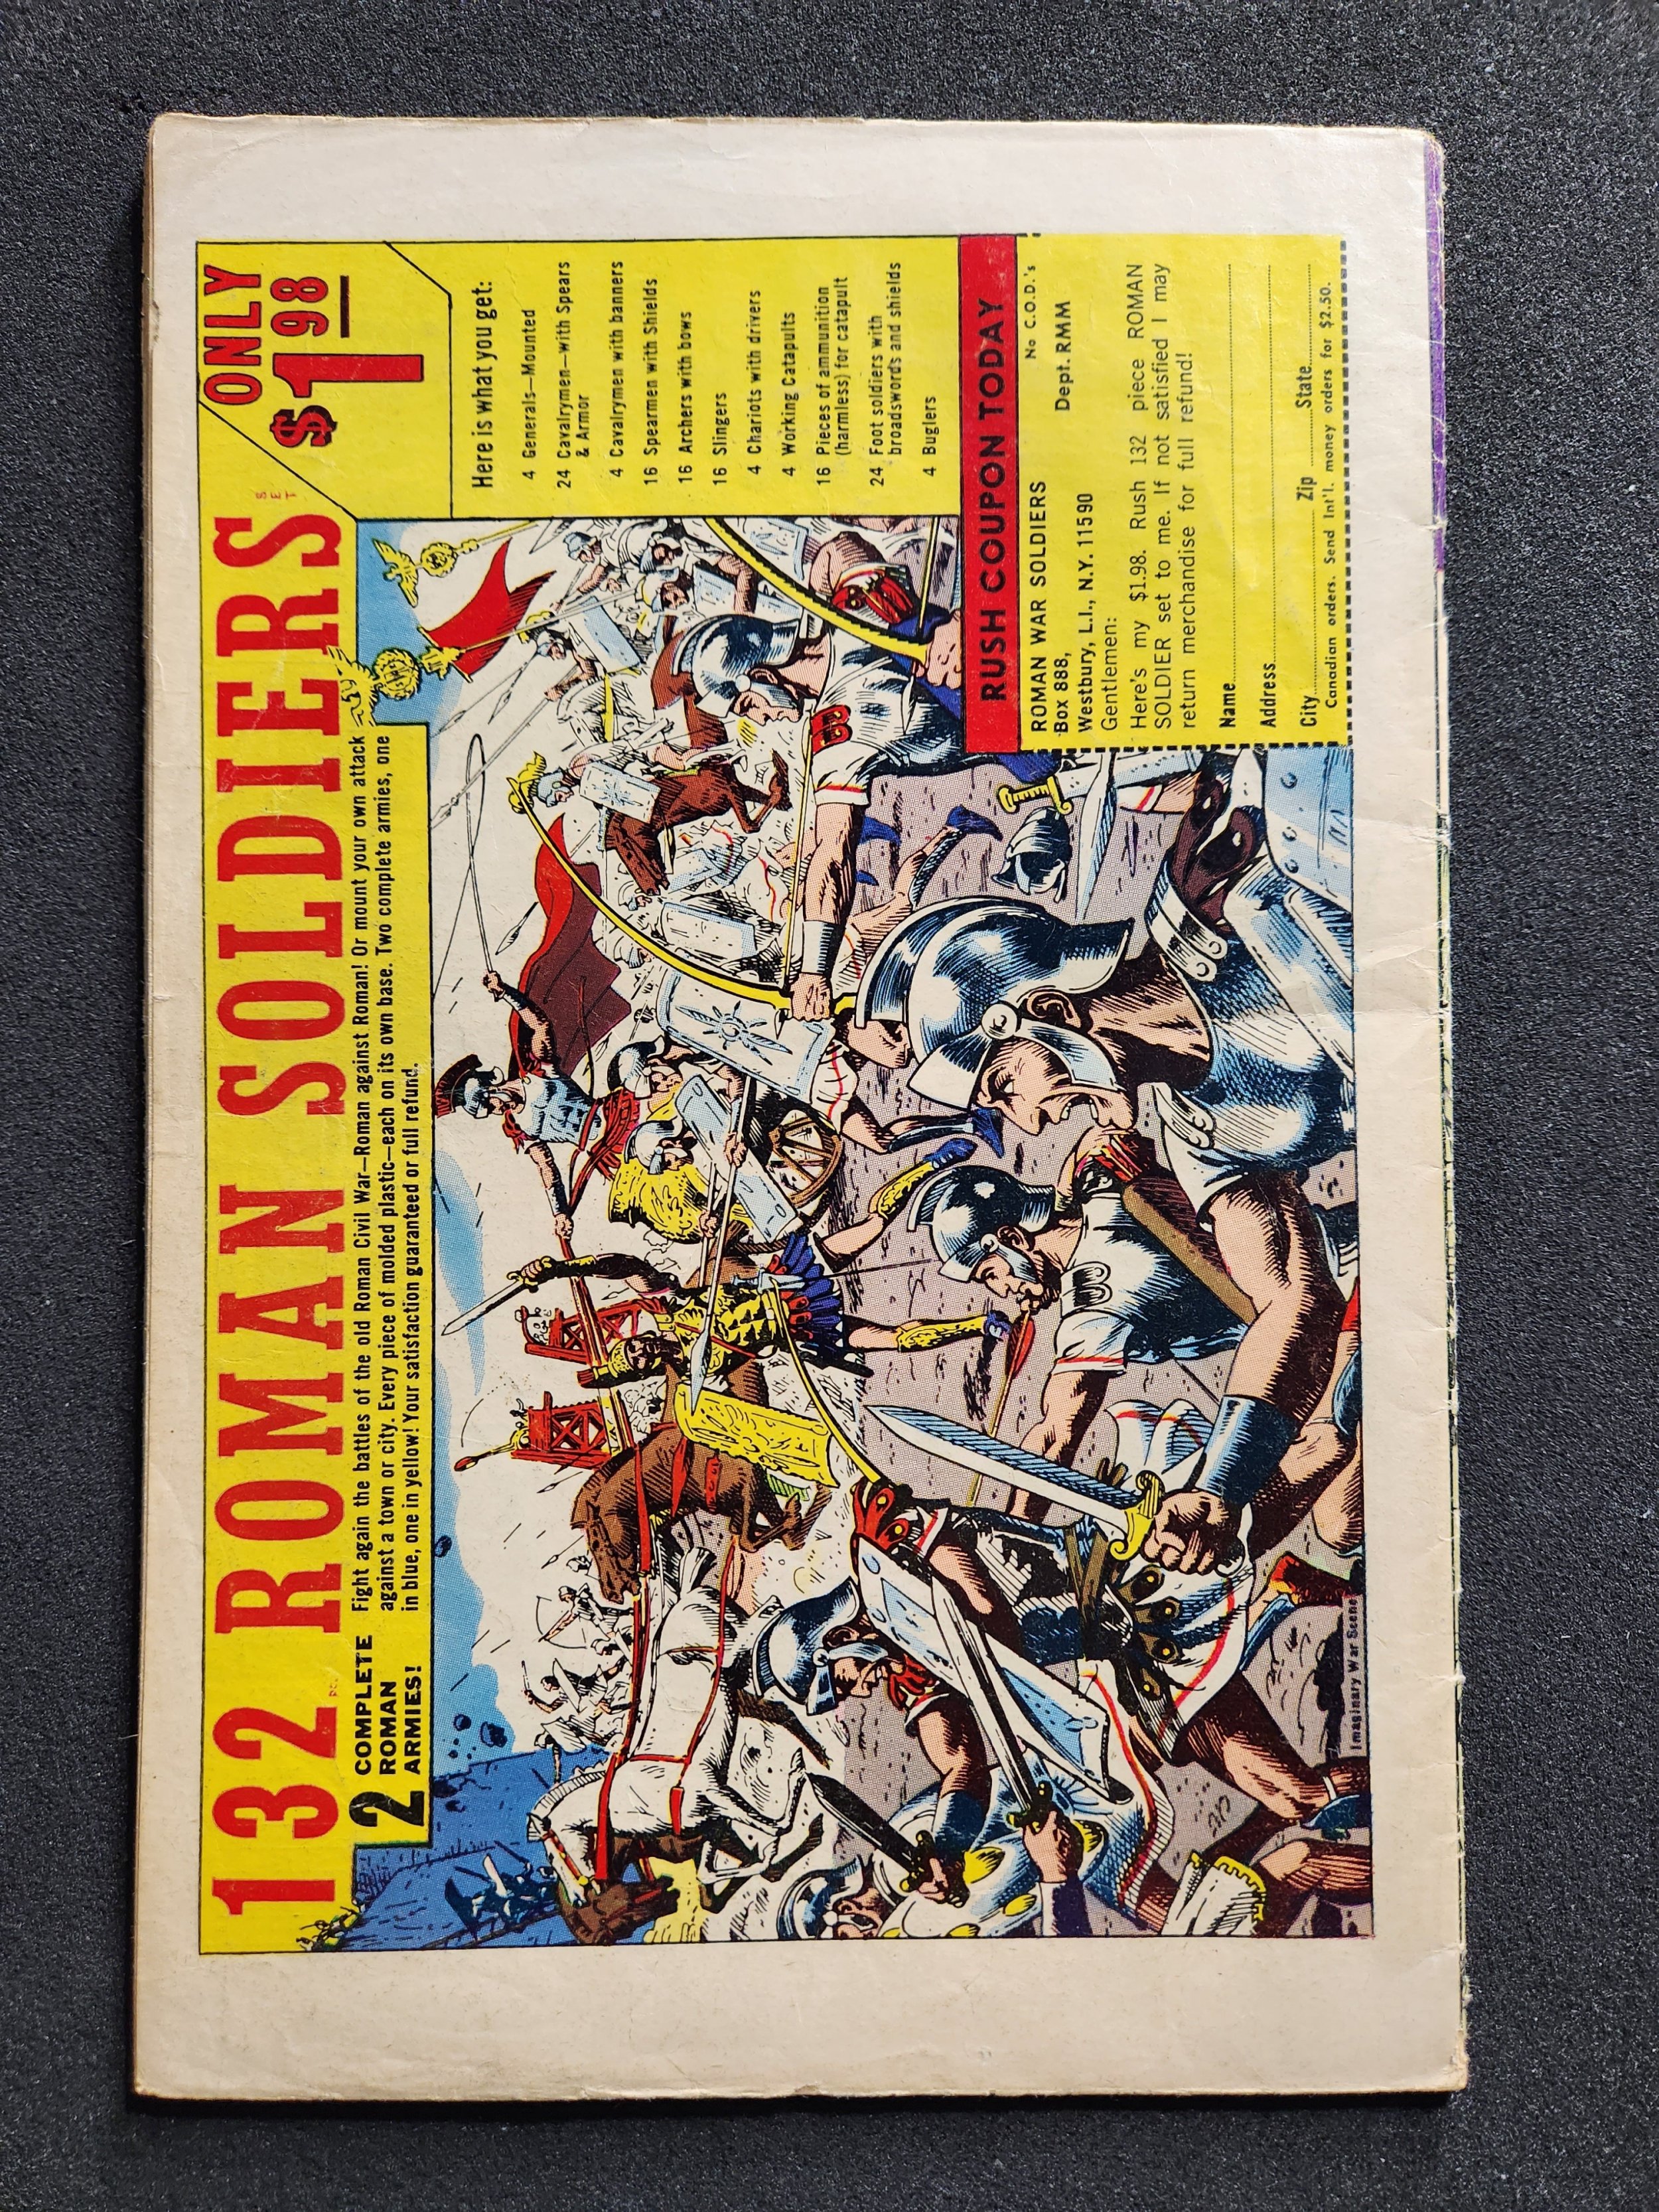 132 PC. ROMAN SOLDIERS SET
ONLY
$1.98
2 COMPLETE
ROMAN
ARMIES!
Fight again the battles of the old Roman Civil War—Roman against Roman! Or mount your own attack
against a town or city. Every piece of molded plastic—each on its own base. Two complete armies, one
in blue, one in yellow! Your satisfaction guaranteed or full refund.
Here is what you get:
4 Generals—Mounted
24 Cavalrymen—with Spears
& Armor
4 Cavalrymen with banners
16 Spearmen with Shields
16 Archers with bows
16 Slingers
4 Chariots with drivers
4 Working Catapults
16 Pieces of ammunition
(harmless) for catapult
24 Foot soldiers with
broadswords and shields
4 Buglers
RUSH COUPON TODAY
ROMAN WAR SOLDIERS No C.O.D.'s
Box 888,
Westbury, L.I., N.Y. 11590 Dept. RMM
Gentlemen:
Here's my $1.98. Rush 132 piece ROMAN
SOLDIER set to me. If not satisfied I may
return merchandise for full refund!
Name
Address
City Zip State
Canadian orders. Send Int'l. money orders for $2.50.
Imaginary War Scene